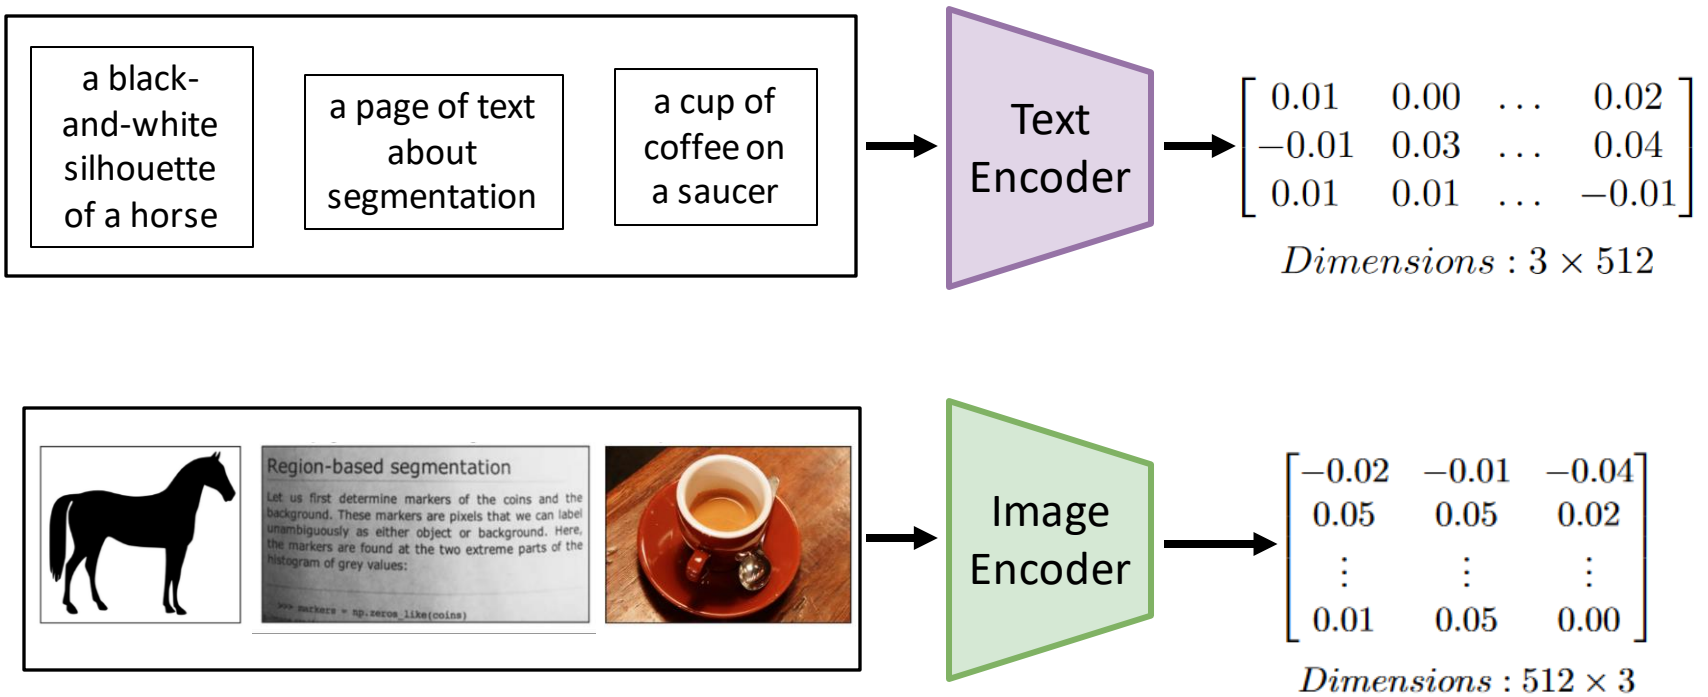 a black-
and-white
silhouette
of a horse
a page of text
about
segmentation
a cup of
coffee on
a saucer
Text
Encoder
0.01 0.00 ... 0.02
−0.01 0.03 ... 0.04
0.01 0.01 ... −0.01
Dimensions : 3 × 512
Region-based segmentation
Let us first determine markers of the coins and the
background. These markers are pixels that we can label
unambiguously as either object or background. Here,
the markers are found at the two extreme parts of the
histogram of grey values:
>>> markers = np.zeros_like(coins)
Image
Encoder
−0.02 −0.01 −0.04
0.05 0.05 0.02
⋮ ⋮ ⋮
0.01 0.05 0.00
Dimensions : 512 × 3